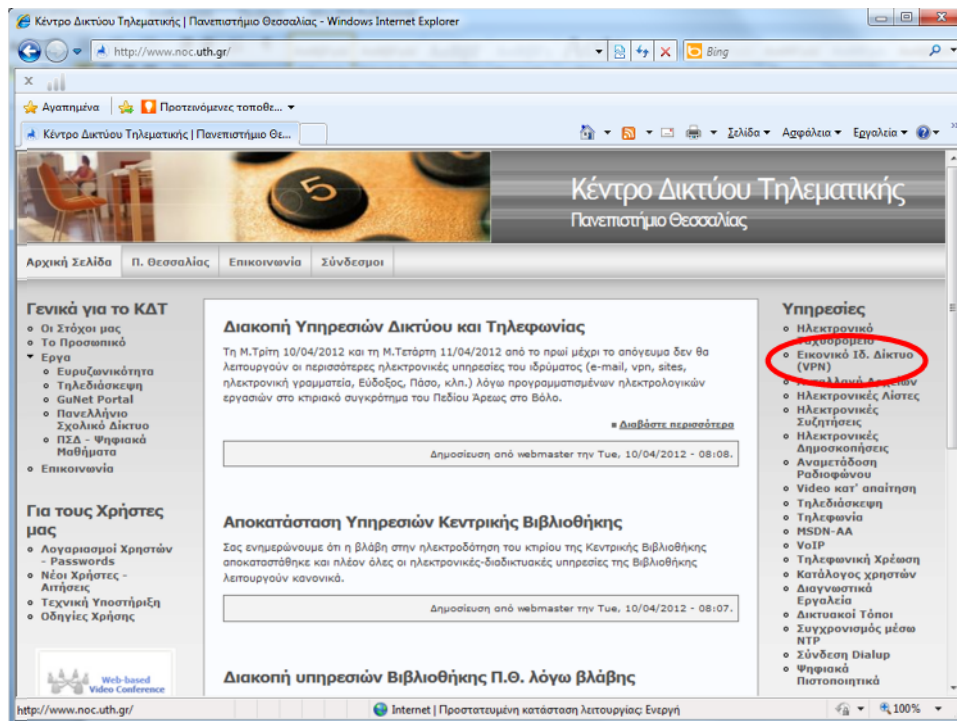 Κέντρο Δικτύου Τηλεματικής | Πανεπιστήμιο Θεσσαλίας - Windows Internet Explorer
http://www.noc.uth.gr/
Bing
Αγαπημένα
Προτεινόμενες τοποθε...
Κέντρο Δικτύου Τηλεματικής | Πανεπιστήμιο Θε...
Σελίδα
Ασφάλεια
Εργαλεία
5
Κέντρο Δικτύου Τηλεματικής
Πανεπιστήμιο Θεσσαλίας
Αρχική Σελίδα
Π. Θεσσαλίας
Επικοινωνία
Σύνδεσμοι
Γενικά για το ΚΔΤ
Οι Στόχοι μας
Το Προσωπικό
Εργα
Ευρυζωνικότητα
Τηλεδιάσκεψη
GuNet Portal
Πανελλήνιο
Σχολικό Δίκτυο
ΠΣΔ - Ψηφιακά
Μαθήματα
Επικοινωνία
Για τους Χρήστες
μας
Λογαριασμοί Χρηστών
- Passwords
Νέοι Χρήστες -
Αιτήσεις
Τεχνική Υποστήριξη
Οδηγίες Χρήσης
Web-based
Video Conference
Διακοπή Υπηρεσιών Δικτύου και Τηλεφωνίας
Τη Μ.Τρίτη 10/04/2012 και τη Μ.Τετάρτη 11/04/2012 από το πρωί μέχρι το απόγευμα δεν θα
λειτουργούν οι περισσότερες ηλεκτρονικές υπηρεσίες του ιδρύματος (e-mail, vpn, sites,
ηλεκτρονική γραμματεία, Εύδοξος, Πάσο, κλπ.) λόγω προγραμματισμένων ηλεκτρολογικών
εργασιών στο κτιριακό συγκρότημα του Πεδίου Άρεως στο Βόλο.
Διαβάστε περισσότερα
Δημοσίευση από webmaster την Tue, 10/04/2012 - 08:08.
Αποκατάσταση Υπηρεσιών Κεντρικής Βιβλιοθήκης
Σας ενημερώνουμε ότι η βλάβη στην ηλεκτροδότηση του κτιρίου της Κεντρικής Βιβλιοθήκης
αποκαταστάθηκε και πλέον όλες οι ηλεκτρονικές-διαδικτυακές υπηρεσίες της Βιβλιοθήκης
λειτουργούν κανονικά.
Δημοσίευση από webmaster την Tue, 10/04/2012 - 08:07.
Διακοπή υπηρεσιών Βιβλιοθήκης Π.Θ. λόγω βλάβης
Υπηρεσίες
Ηλεκτρονικό
Ταχυδρομείο
Εικονικό Ιδ. Δίκτυο
(VPN)
Ανταλλαγή Αρχείων
Ηλεκτρονικές Λίστες
Ηλεκτρονικές
Συζητήσεις
Ηλεκτρονικές
Δημοσκοπήσεις
Αναμετάδοση
Ραδιοφώνου
Video κατ' απαίτηση
Τηλεδιάσκεψη
Τηλεφωνία
MSDN-AA
VoIP
Τηλεφωνική Χρέωση
Κατάλογος χρηστών
Διαγνωστικά
Εργαλεία
Δικτυακοί Τόποι
Συγχρονισμός μέσω
NTP
Σύνδεση Dialup
Ψηφιακά
Πιστοποιητικά
http://www.noc.uth.gr/
Internet | Προστατευμένη κατάσταση λειτουργίας: Ενεργή
100%